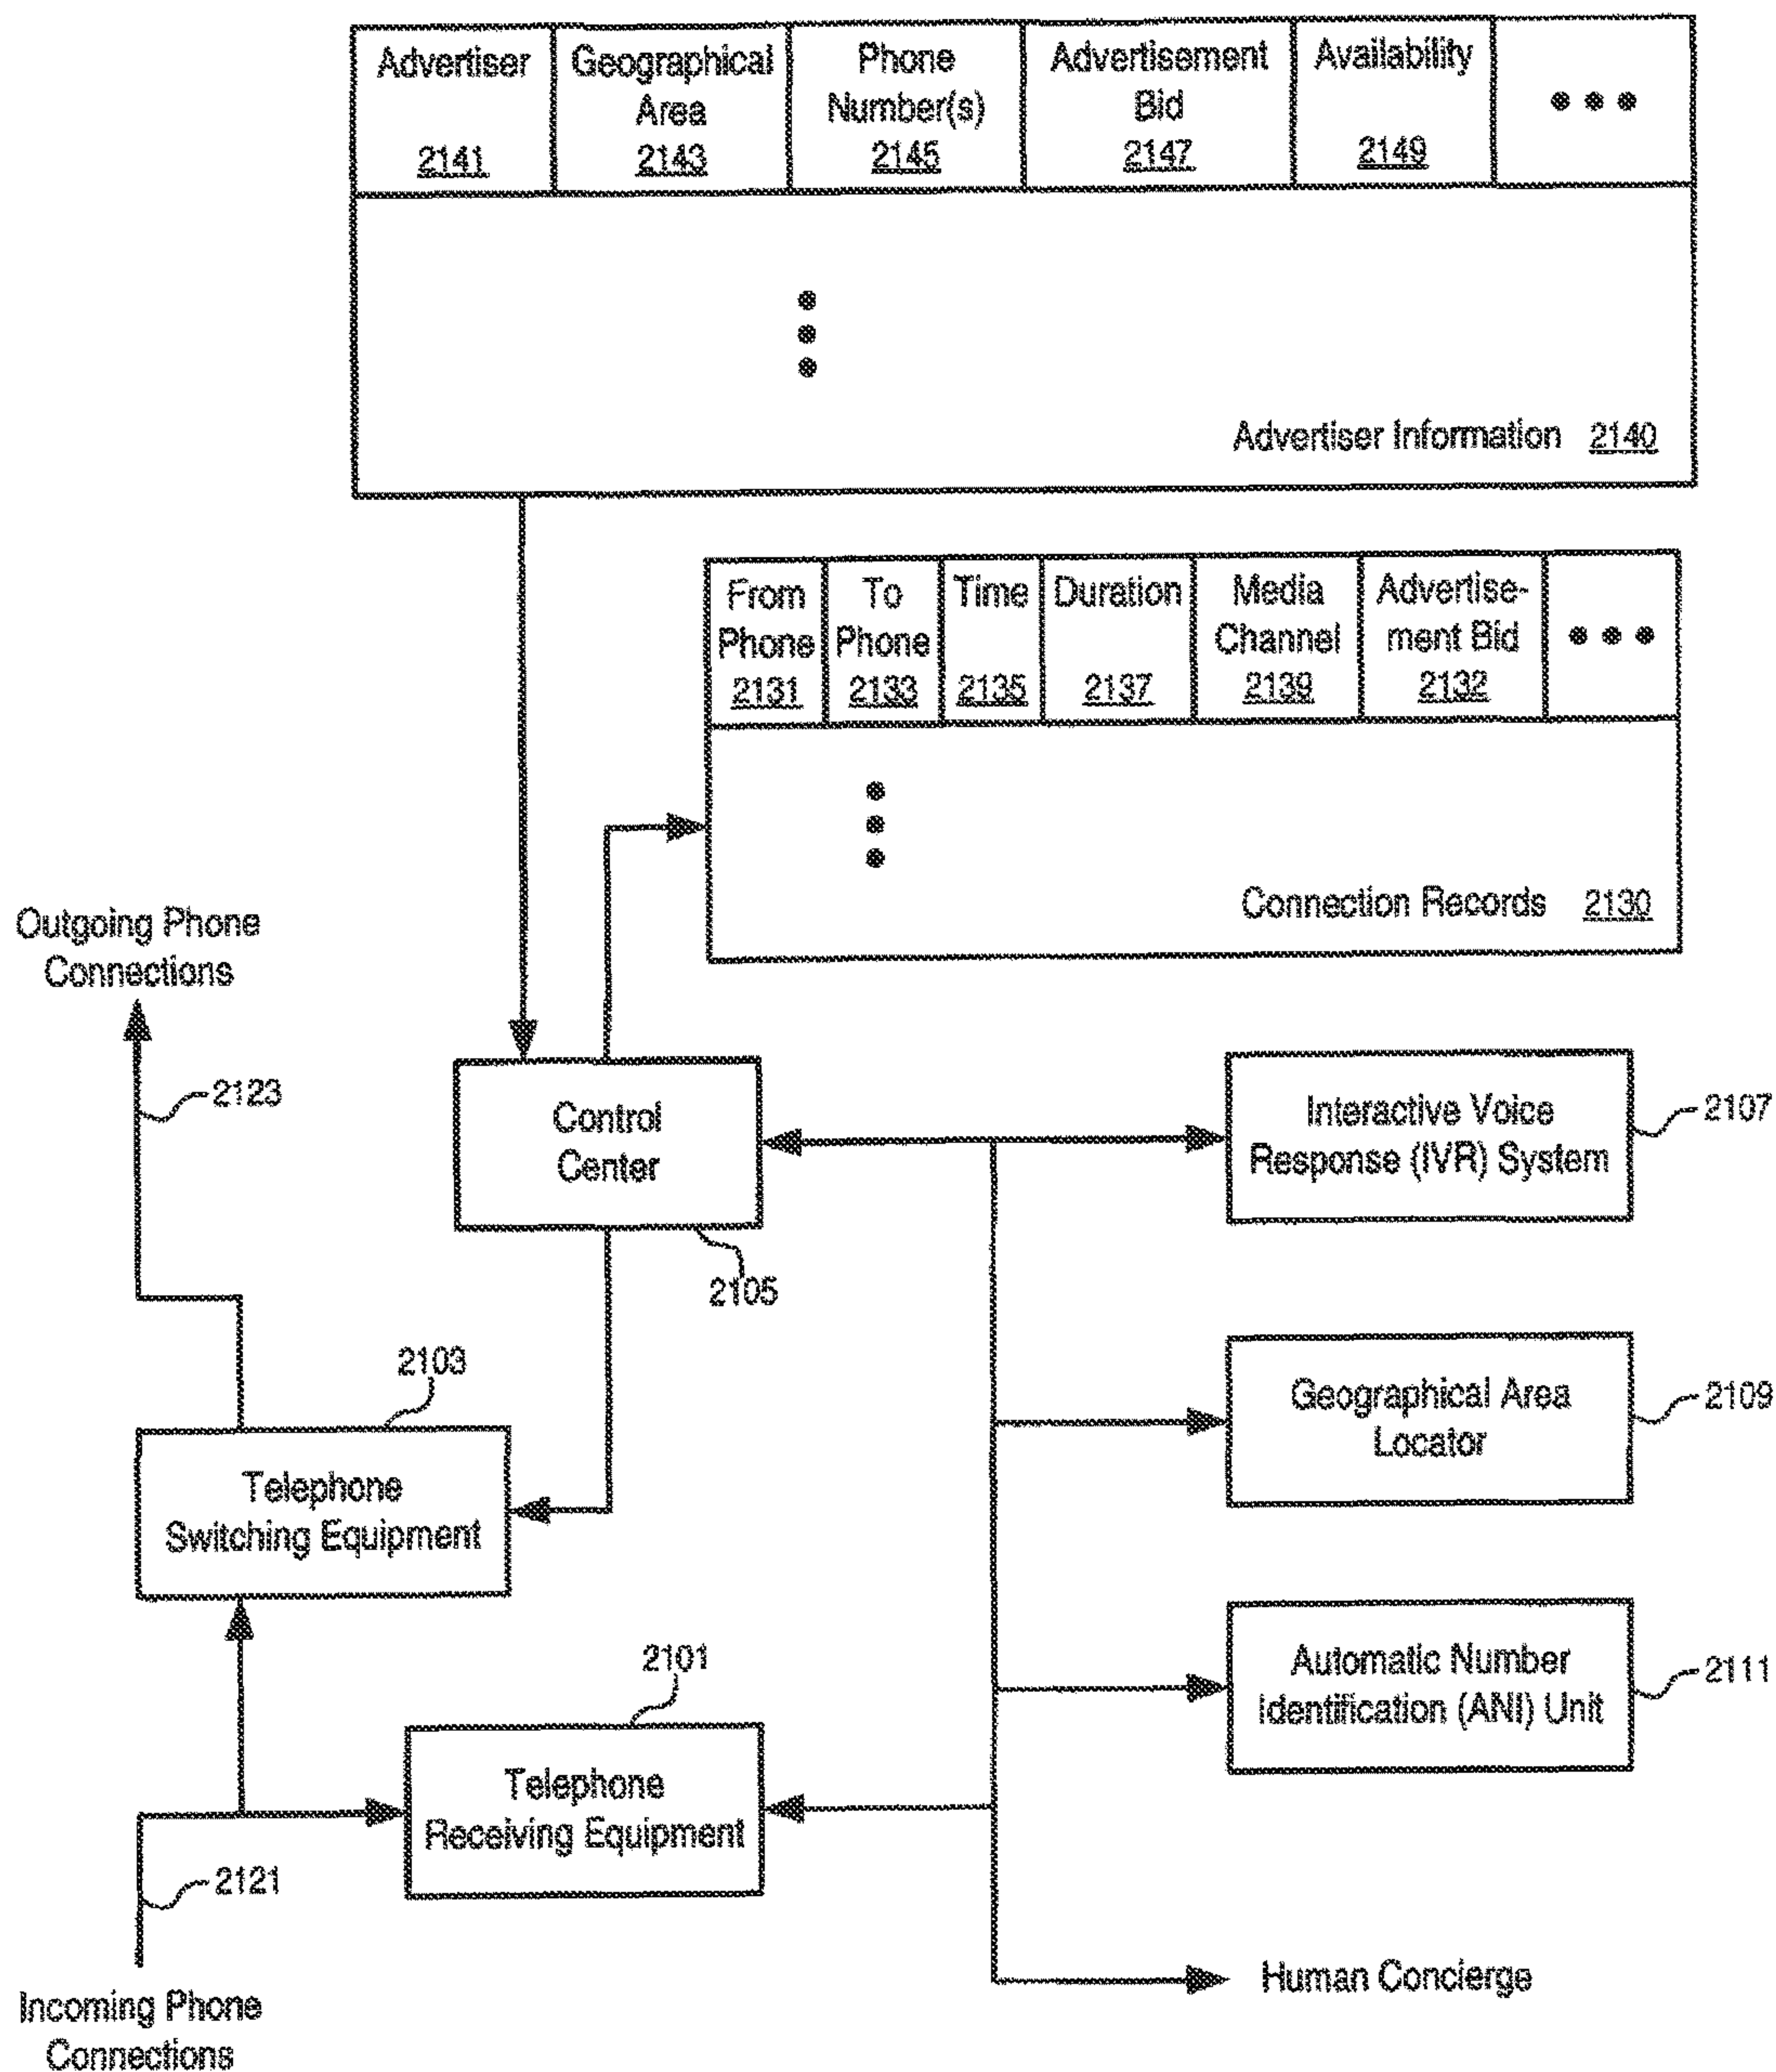 Advertiser
2141
Geographical
Area
2143
Phone
Number(s)
2145
Advertisement
Bid
2147
Availability
2149
Advertiser Information 2140
From
Phone
2131
To
Phone
2133
Time
2135
Duration
2137
Media
Channel
2139
Advertise-
ment Bid
2132
Connection Records 2130
Outgoing Phone
Connections
2123
Control
Center
2105
Interactive Voice
Response (IVR) System
2107
2103
Telephone
Switching Equipment
Geographical Area
Locator
2109
2101
Telephone
Receiving Equipment
Automatic Number
Identification (ANI) Unit
2111
2121
Incoming Phone
Connections
Human Concierge